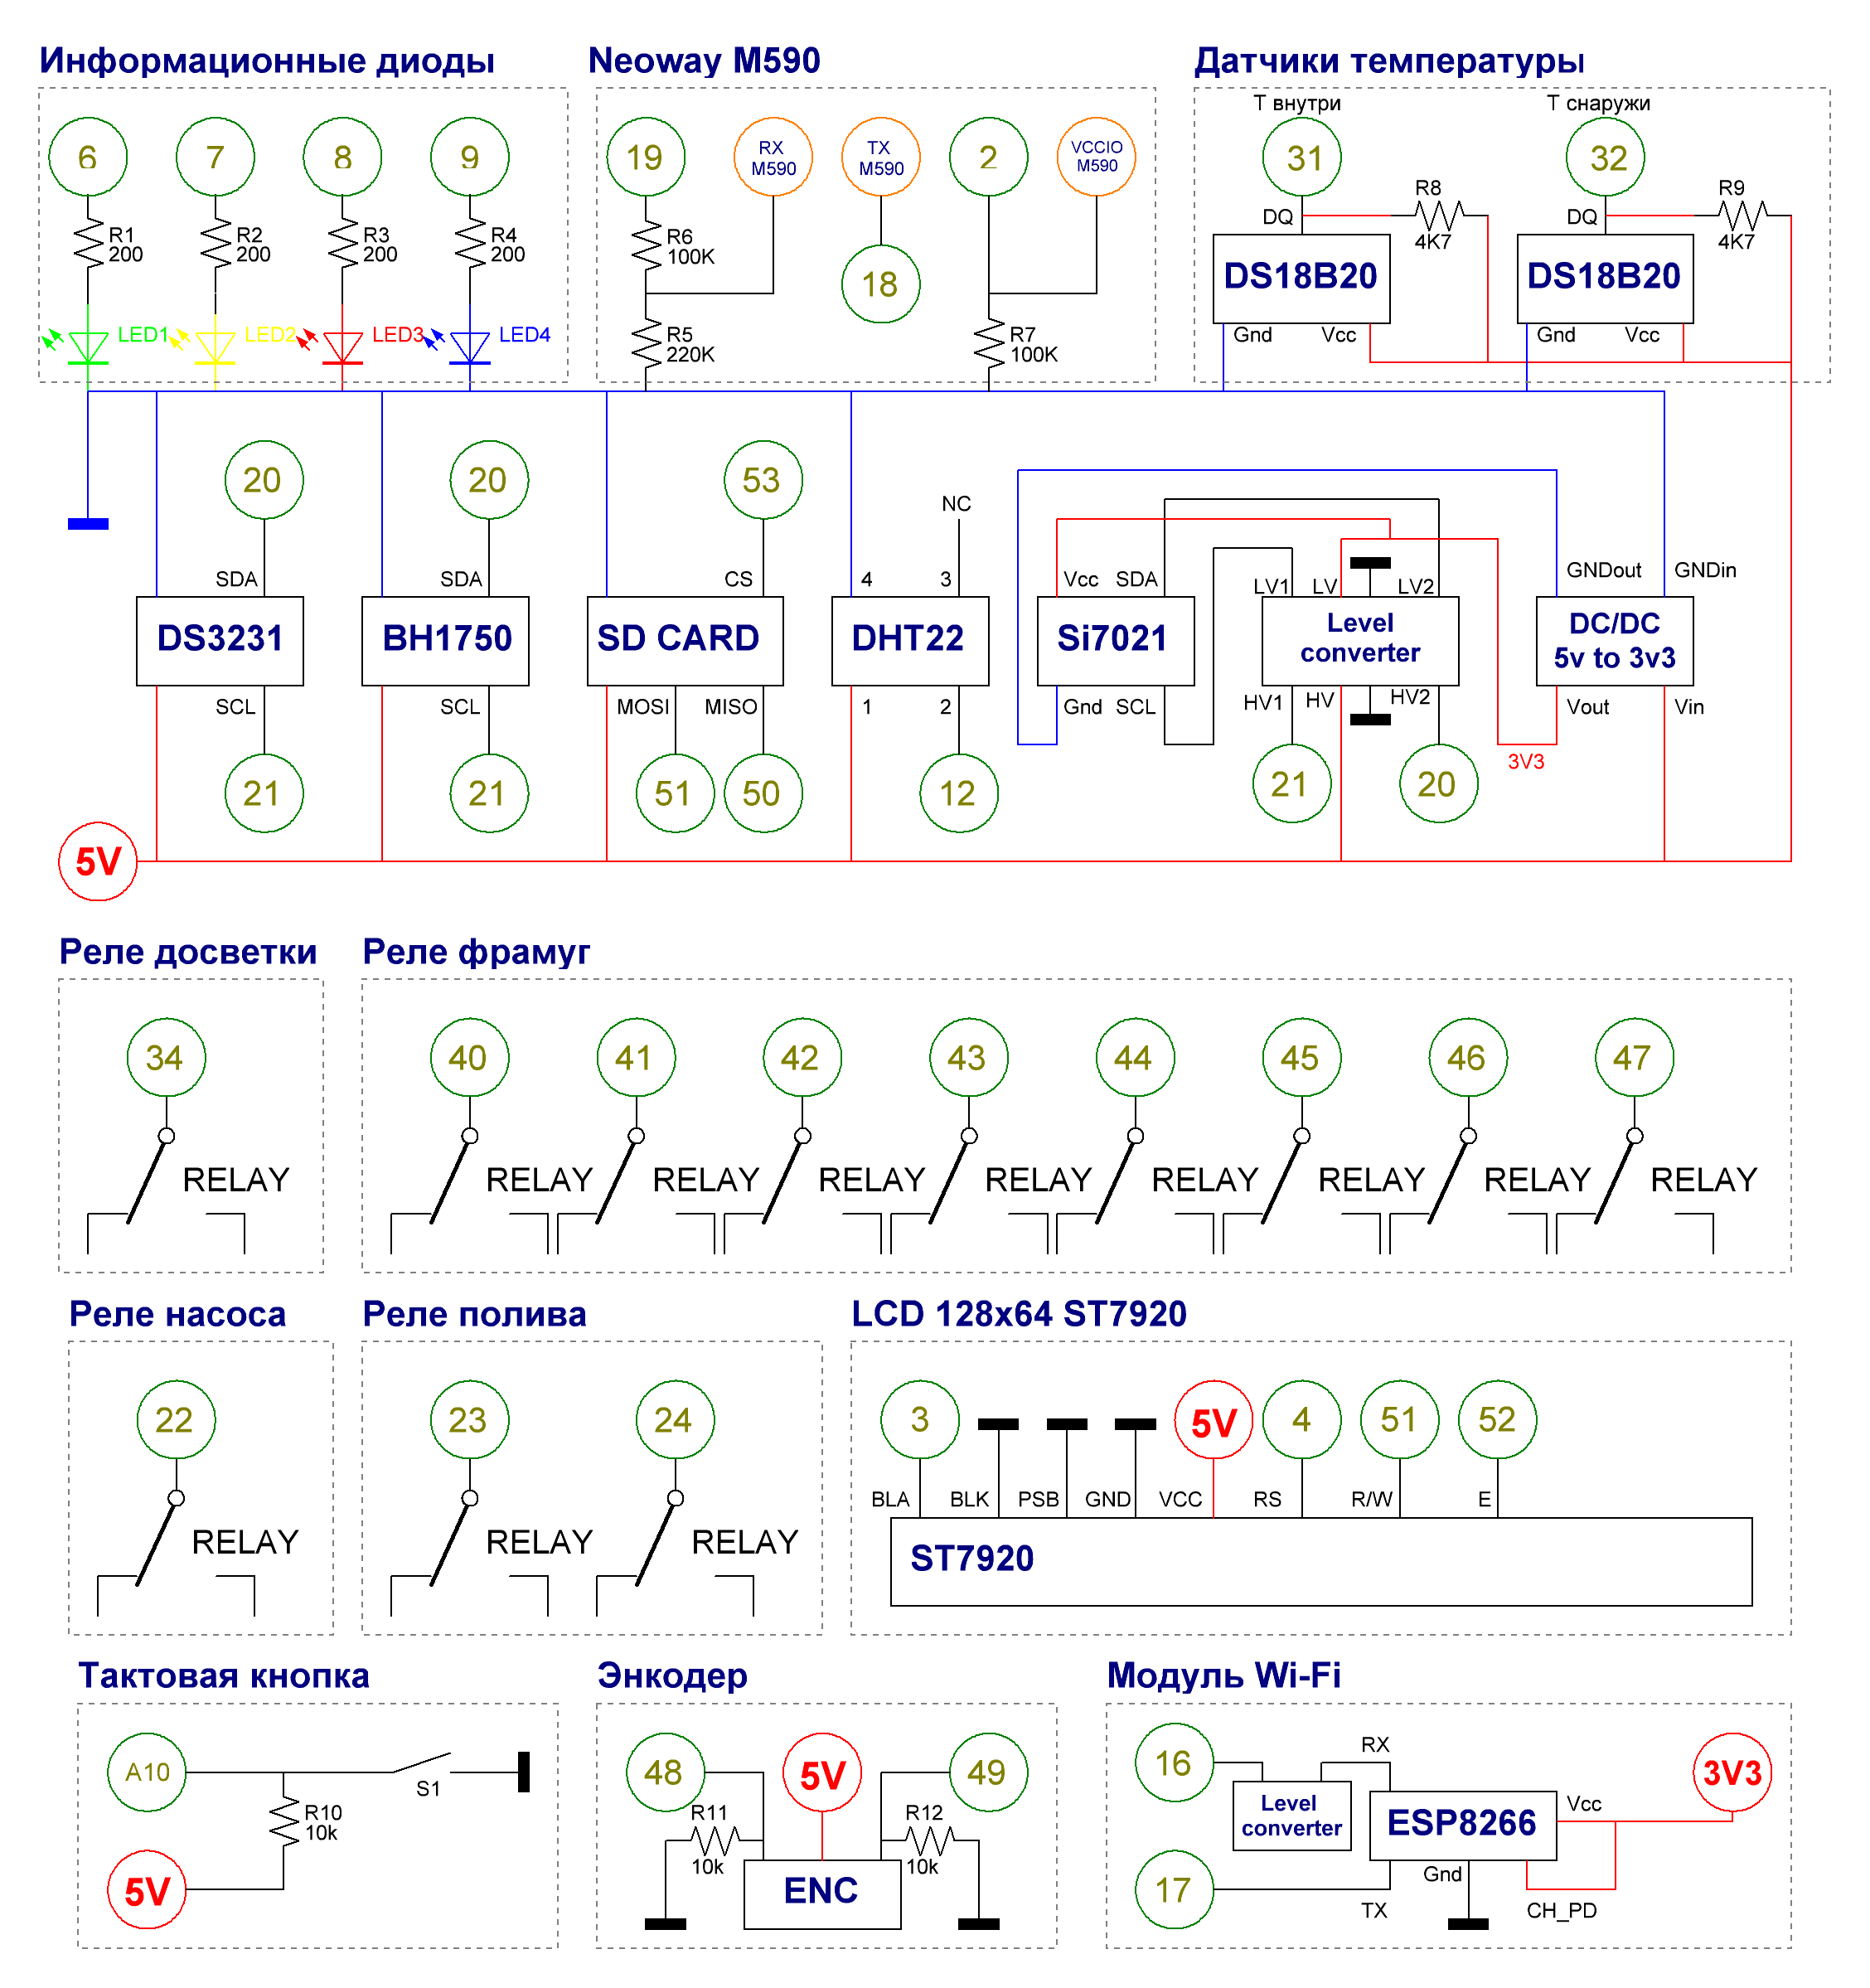 Информационные диоды
Neoway M590
Датчики температуры
Т внутри
Т снаружи
6
7
8
9
19
RX
M590
TX
M590
2
VCCIO
M590
31
32
R1
200
R2
200
R3
200
R4
200
R6
100K
18
DQ
R8
4K7
DQ
R9
4K7
DS18B20
DS18B20
LED1
LED2
LED3
LED4
R5
220K
R7
100K
Gnd
Vcc
Gnd
Vcc
20
20
53
NC
SDA
SDA
CS
4
3
Vcc
SDA
LV1
LV
LV2
GNDout
GNDin
DS3231
BH1750
SD CARD
DHT22
Si7021
Level
converter
DC/DC
5v to 3v3
SCL
SCL
MOSI
MISO
1
2
Gnd
SCL
HV1
HV
HV2
Vout
Vin
3V3
21
21
51
50
12
21
20
5V
Реле досветки
Реле фрамуг
34
40
41
42
43
44
45
46
47
RELAY
RELAY
RELAY
RELAY
RELAY
RELAY
RELAY
RELAY
RELAY
Реле насоса
Реле полива
LCD 128x64 ST7920
22
23
24
3
5V
4
51
52
BLA
BLK
PSB
GND
VCC
RS
R/W
E
RELAY
RELAY
RELAY
ST7920
Тактовая кнопка
Энкодер
Модуль Wi-Fi
A10
S1
R10
10k
5V
48
5V
49
R11
10k
R12
10k
ENC
16
RX
3V3
Level
converter
ESP8266
Vcc
17
Gnd
TX
CH_PD